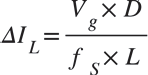 ΔI_L = (V_g × D) / (f_S × L)